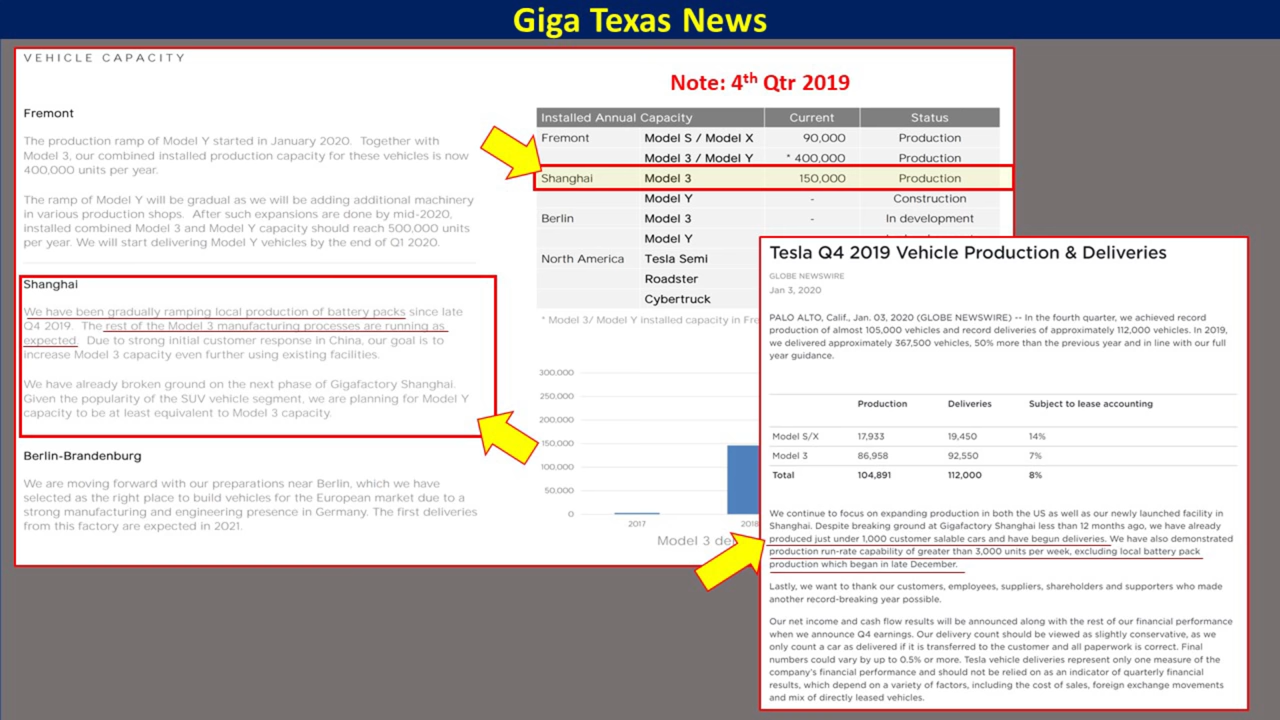 Giga Texas News
VEHICLE CAPACITY
Note: 4th Qtr 2019
Fremont
The production ramp of Model Y started in January 2020. Together with
Model 3, our combined installed production capacity for these vehicles is now
400,000 units per year.
The ramp of Model Y will be gradual as we will be adding additional machinery
in various production shops. After such expansions are done by mid-2020,
installed combined Model 3 and Model Y capacity should reach 500,000 units
per year. We will start delivering Model Y vehicles by the end of Q1 2020.
Shanghai
We have been gradually ramping local production of battery packs since late
Q4 2019. The rest of the Model 3 manufacturing processes are running as
expected. Due to strong initial customer response in China, our goal is to
increase Model 3 capacity even further using existing facilities.
We have already broken ground on the next phase of Gigafactory Shanghai.
Given the popularity of the SUV vehicle segment, we are planning for Model Y
capacity to be at least equivalent to Model 3 capacity.
Berlin-Brandenburg
We are moving forward with our preparations near Berlin, which we have
selected as the right place to build vehicles for the European market due to a
strong manufacturing and engineering presence in Germany. The first deliveries
from this factory are expected in 2021.
Installed Annual Capacity Current Status
Fremont Model S / Model X 90,000 Production
Model 3 / Model Y * 400,000 Production
Shanghai Model 3 150,000 Production
Model Y - Construction
Berlin Model 3 - In development
Model Y
North America Tesla Semi
Roadster
Cybertruck
* Model 3/ Model Y installed capacity in Fre
300,000
250,000
200,000
150,000
100,000
50,000
0
2017 2018
Model 3 de
Tesla Q4 2019 Vehicle Production & Deliveries
GLOBE NEWSWIRE
Jan 3, 2020
PALO ALTO, Calif., Jan. 03, 2020 (GLOBE NEWSWIRE) -- In the fourth quarter, we achieved record
production of almost 105,000 vehicles and record deliveries of approximately 112,000 vehicles. In 2019,
we delivered approximately 367,500 vehicles, 50% more than the previous year and in line with our full
year guidance.
Production Deliveries Subject to lease accounting
Model S/X 17,933 19,450 14%
Model 3 86,958 92,550 7%
Total 104,891 112,000 8%
We continue to focus on expanding production in both the US as well as our newly launched facility in
Shanghai. Despite breaking ground at Gigafactory Shanghai less than 12 months ago, we have already
produced just under 1,000 customer salable cars and have begun deliveries. We have also demonstrated
production run-rate capability of greater than 3,000 units per week, excluding local battery pack
production which began in late December.
Lastly, we want to thank our customers, employees, suppliers, shareholders and supporters who made
another record-breaking year possible.
Our net income and cash flow results will be announced along with the rest of our financial performance
when we announce Q4 earnings. Our delivery count should be viewed as slightly conservative, as we
only count a car as delivered if it is transferred to the customer and all paperwork is correct. Final
numbers could vary by up to 0.5% or more. Tesla vehicle deliveries represent only one measure of the
company's financial performance and should not be relied on as an indicator of quarterly financial
results, which depend on a variety of factors, including the cost of sales, foreign exchange movements
and mix of directly leased vehicles.